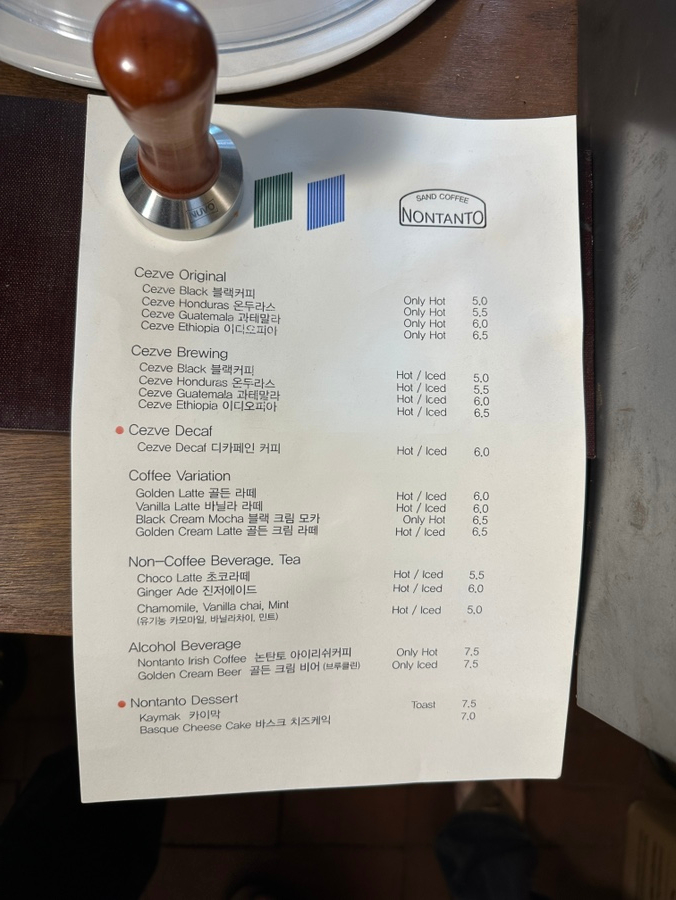 NUVO
SAND COFFEE
NONTANTO
Cezve Original
Cezve Black 블랙커피 Only Hot 5.0
Cezve Honduras 온두라스 Only Hot 5.5
Cezve Guatemala 과테말라 Only Hot 6.0
Cezve Ethiopia 이디오피아 Only Hot 6.5
Cezve Brewing
Cezve Black 블랙커피 Hot / Iced 5.0
Cezve Honduras 온두라스 Hot / Iced 5.5
Cezve Guatemala 과테말라 Hot / Iced 6.0
Cezve Ethiopia 이디오피아 Hot / Iced 6.5
Cezve Decaf
Cezve Decaf 디카페인 커피 Hot / Iced 6.0
Coffee Variation
Golden Latte 골든 라떼 Hot / Iced 6.0
Vanilla Latte 바닐라 라떼 Hot / Iced 6.0
Black Cream Mocha 블랙 크림 모카 Only Hot 6.5
Golden Cream Latte 골든 크림 라떼 Hot / Iced 6.5
Non-Coffee Beverage, Tea
Choco Latte 초코라떼 Hot / Iced 5.5
Ginger Ade 진저에이드 Hot / Iced 6.0
Chamomile, Vanilla chai, Mint Hot / Iced 5.0
(유기농 카모마일, 바닐라차이, 민트)
Alcohol Beverage
Nontanto Irish Coffee 논탄토 아이리쉬커피 Only Hot 7.5
Golden Cream Beer 골든 크림 비어 (브루클린) Only Iced 7.5
Nontanto Dessert
Kaymak 카이막 Toast 7.5
Basque Cheese Cake 바스크 치즈케익 7.0